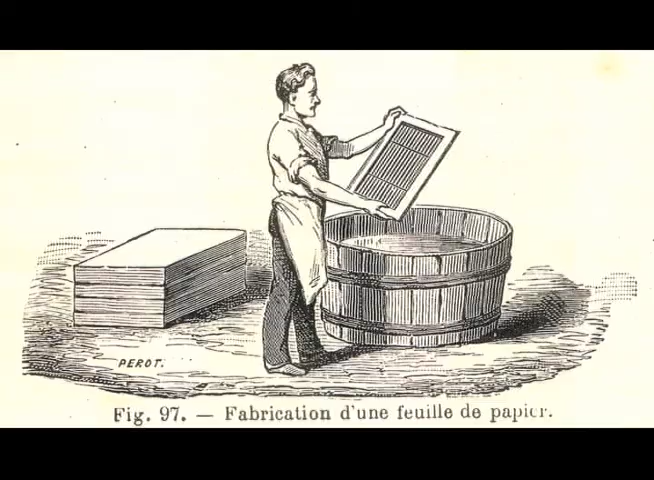 PEROT.
Fig. 97. — Fabrication d'une feuille de papier.